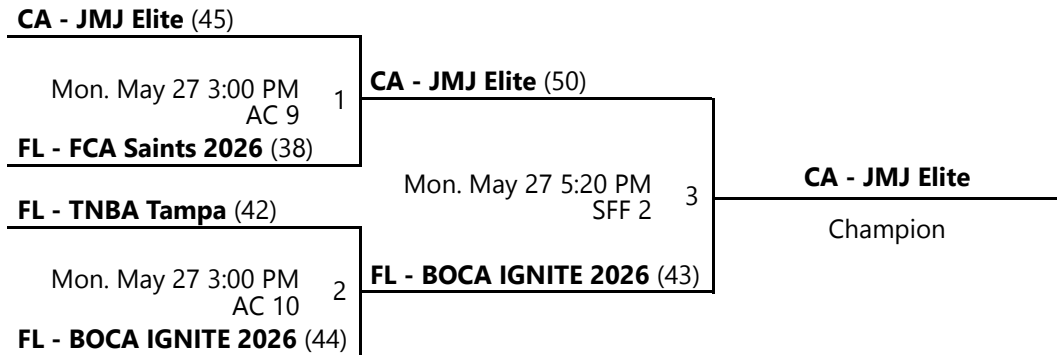 CA - JMJ Elite (45)
Mon. May 27 3:00 PM
AC 9
1
FL - FCA Saints 2026 (38)
CA - JMJ Elite (50)
FL - TNBA Tampa (42)
Mon. May 27 3:00 PM
AC 10
2
FL - BOCA IGNITE 2026 (44)
Mon. May 27 5:20 PM
SFF 2
3
FL - BOCA IGNITE 2026 (43)
CA - JMJ Elite
Champion